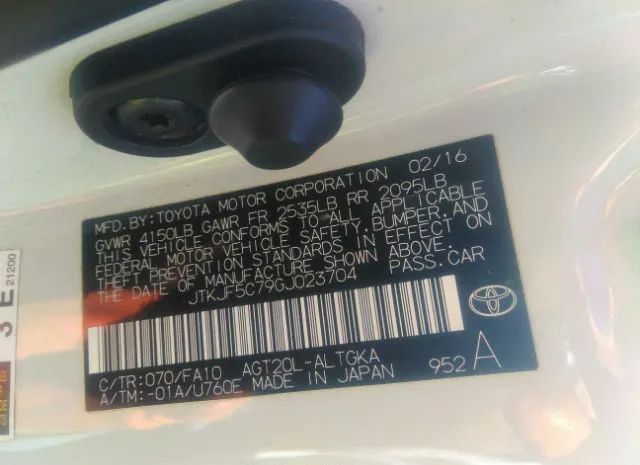 MFD.BY:TOYOTA MOTOR CORPORATION 02/16
GVWR 4150LB GAWR FR 2535LB RR 2095LB
THIS VEHICLE CONFORMS TO ALL APPLICABLE
FEDERAL MOTOR VEHICLE SAFETY,BUMPER,AND
THEFT PREVENTION STANDARDS IN EFFECT ON
THE DATE OF MANUFACTURE SHOWN ABOVE.
JTKJF5C79GJ023704 PASS.CAR
C/TR:070/FA10 AGT20L-ALTGKA
A/TM:-01A/U760E MADE IN JAPAN 952 A
3 E
21200